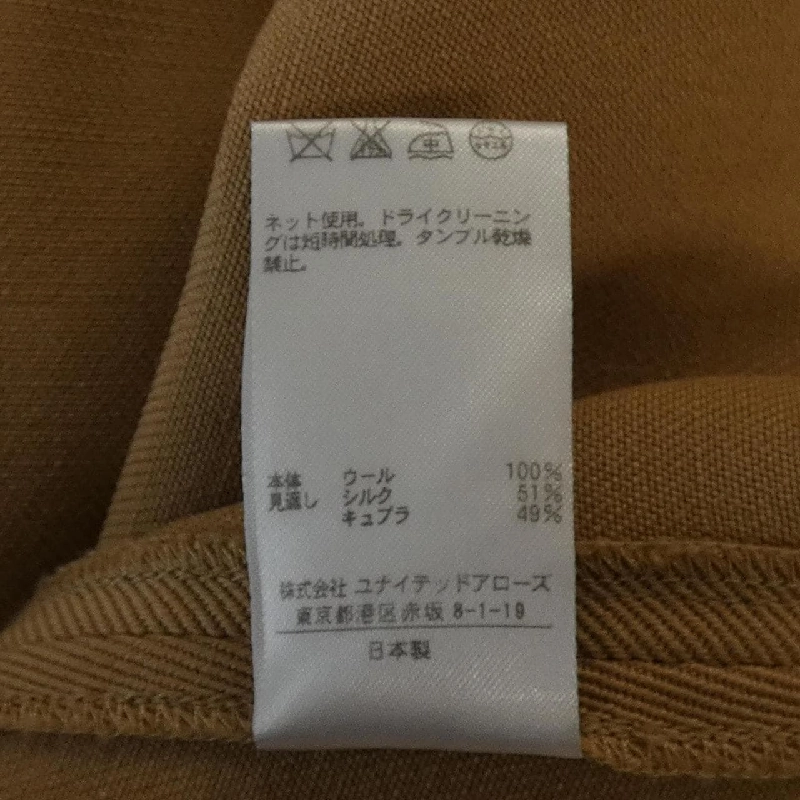 中
ネット使用。ドライクリーニン
グは短時間処理。タンブル乾燥
禁止。
本体 ウール 100%
見返し シルク 51%
キュプラ 49%
株式会社 ユナイテッドアローズ
東京都港区赤坂 8-1-19
日本製